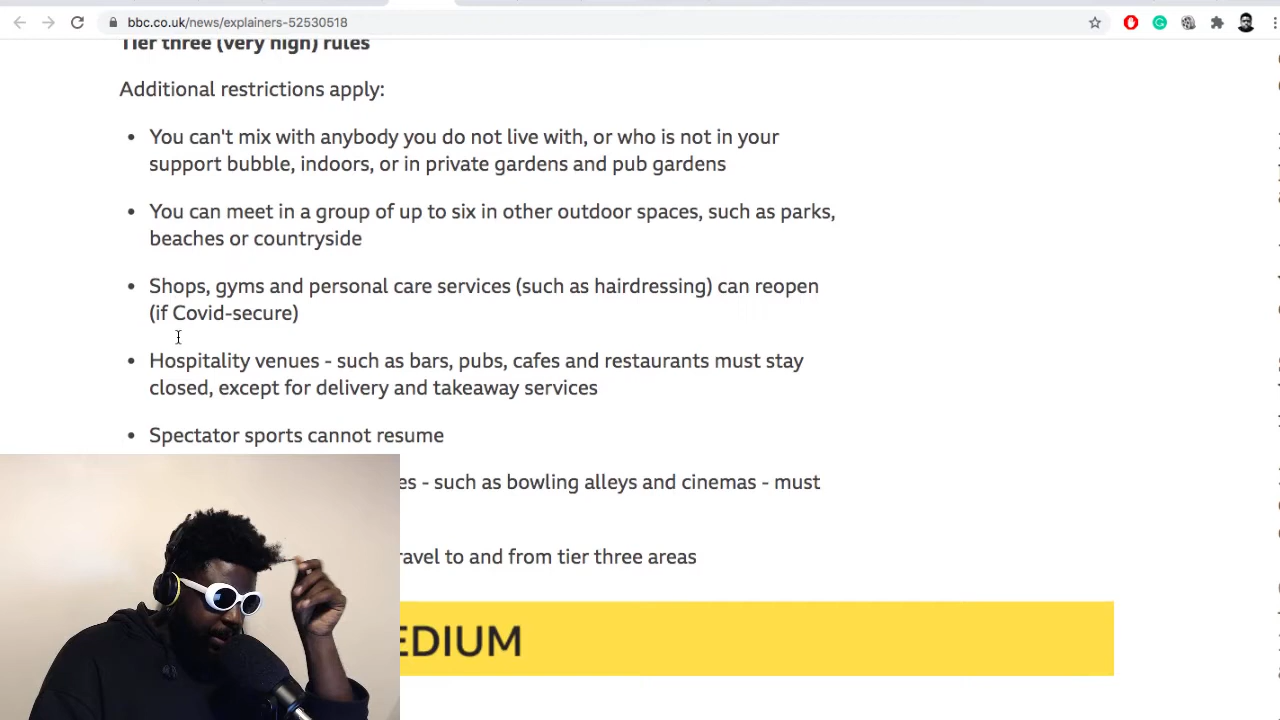 bbc.co.uk/news/explainers-52530518
Tier three (very high) rules
Additional restrictions apply:
• You can't mix with anybody you do not live with, or who is not in your
support bubble, indoors, or in private gardens and pub gardens
• You can meet in a group of up to six in other outdoor spaces, such as parks,
beaches or countryside
• Shops, gyms and personal care services (such as hairdressing) can reopen
(if Covid-secure)
• Hospitality venues - such as bars, pubs, cafes and restaurants must stay
closed, except for delivery and takeaway services
• Spectator sports cannot resume
es - such as bowling alleys and cinemas - must
ravel to and from tier three areas
EDIUM